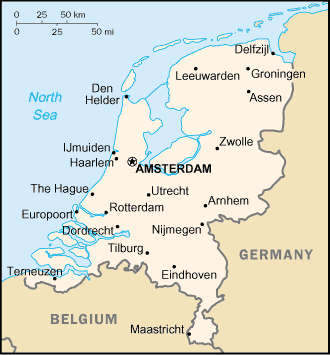 0 25 50 km
0 25 50 mi
Delfzijl
Leeuwarden
Groningen
Den
Helder
Assen
North
Sea
Zwolle
IJmuiden
Haarlem
AMSTERDAM
The Hague
Utrecht
Europoort
Rotterdam
Arnhem
Dordrecht
Nijmegen
Tilburg
GERMANY
Terneuzen
Eindhoven
BELGIUM
Maastricht